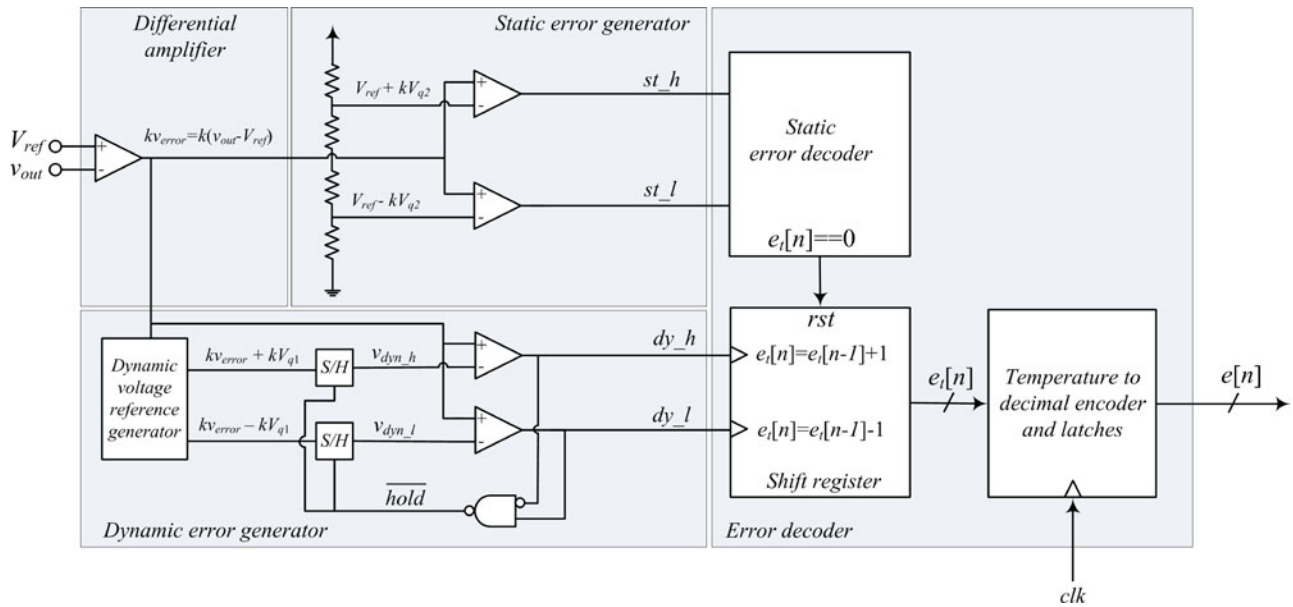 Differential
amplifier
Static error generator
V_ref + kV_q2
st_h
V_ref
+
-
v_out
kv_error=k(v_out-V_ref)
+
-
Static
error decoder
V_ref - kV_q2
+
-
st_l
e_t[n]==0
Dynamic
voltage
reference
generator
kv_error + kV_q1
S/H
v_dyn_h
+
-
dy_h
rst
e_t[n]=e_t[n-1]+1
kv_error – kV_q1
S/H
v_dyn_l
+
-
dy_l
e_t[n]=e_t[n-1]-1
Shift register
e_t[n]
Temperature to
decimal encoder
and latches
e[n]
hold
Dynamic error generator
Error decoder
clk